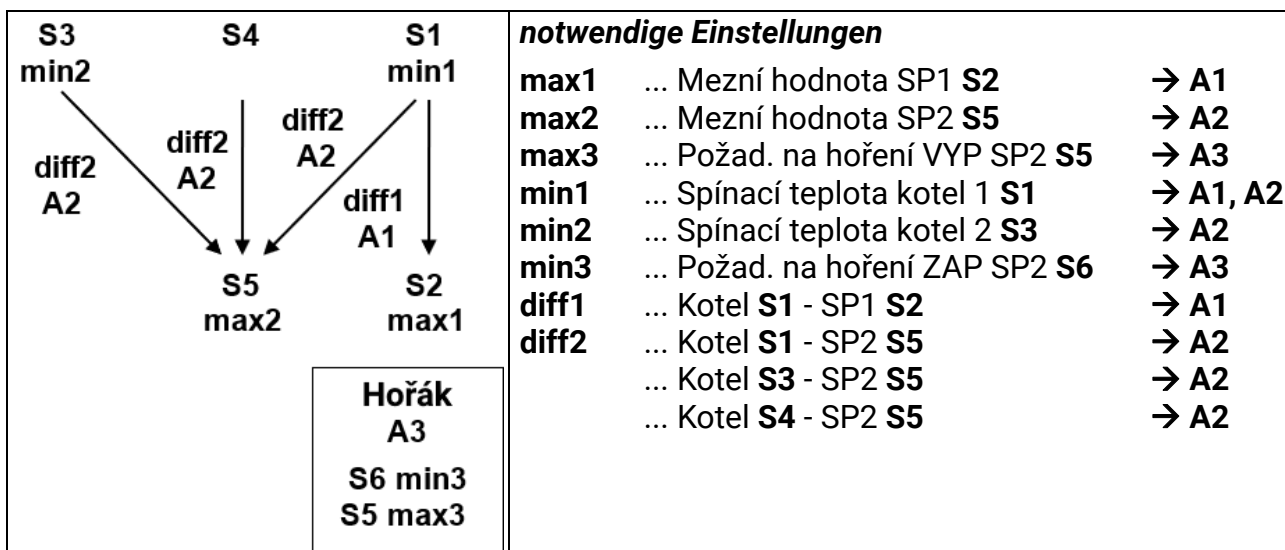 S3 S4 S1
min2 min1
diff2
A2
diff2
A2
diff2
A2
diff1
A1
S5 S2
max2 max1
Hořák
A3
S6 min3
S5 max3
notwendige Einstellungen
max1 ... Mezní hodnota SP1 S2 → A1
max2 ... Mezní hodnota SP2 S5 → A2
max3 ... Požad. na hoření VYP SP2 S5 → A3
min1 ... Spínací teplota kotel 1 S1 → A1, A2
min2 ... Spínací teplota kotel 2 S3 → A2
min3 ... Požad. na hoření ZAP SP2 S6 → A3
diff1 ... Kotel S1 - SP1 S2 → A1
diff2 ... Kotel S1 - SP2 S5 → A2
... Kotel S3 - SP2 S5 → A2
... Kotel S4 - SP2 S5 → A2